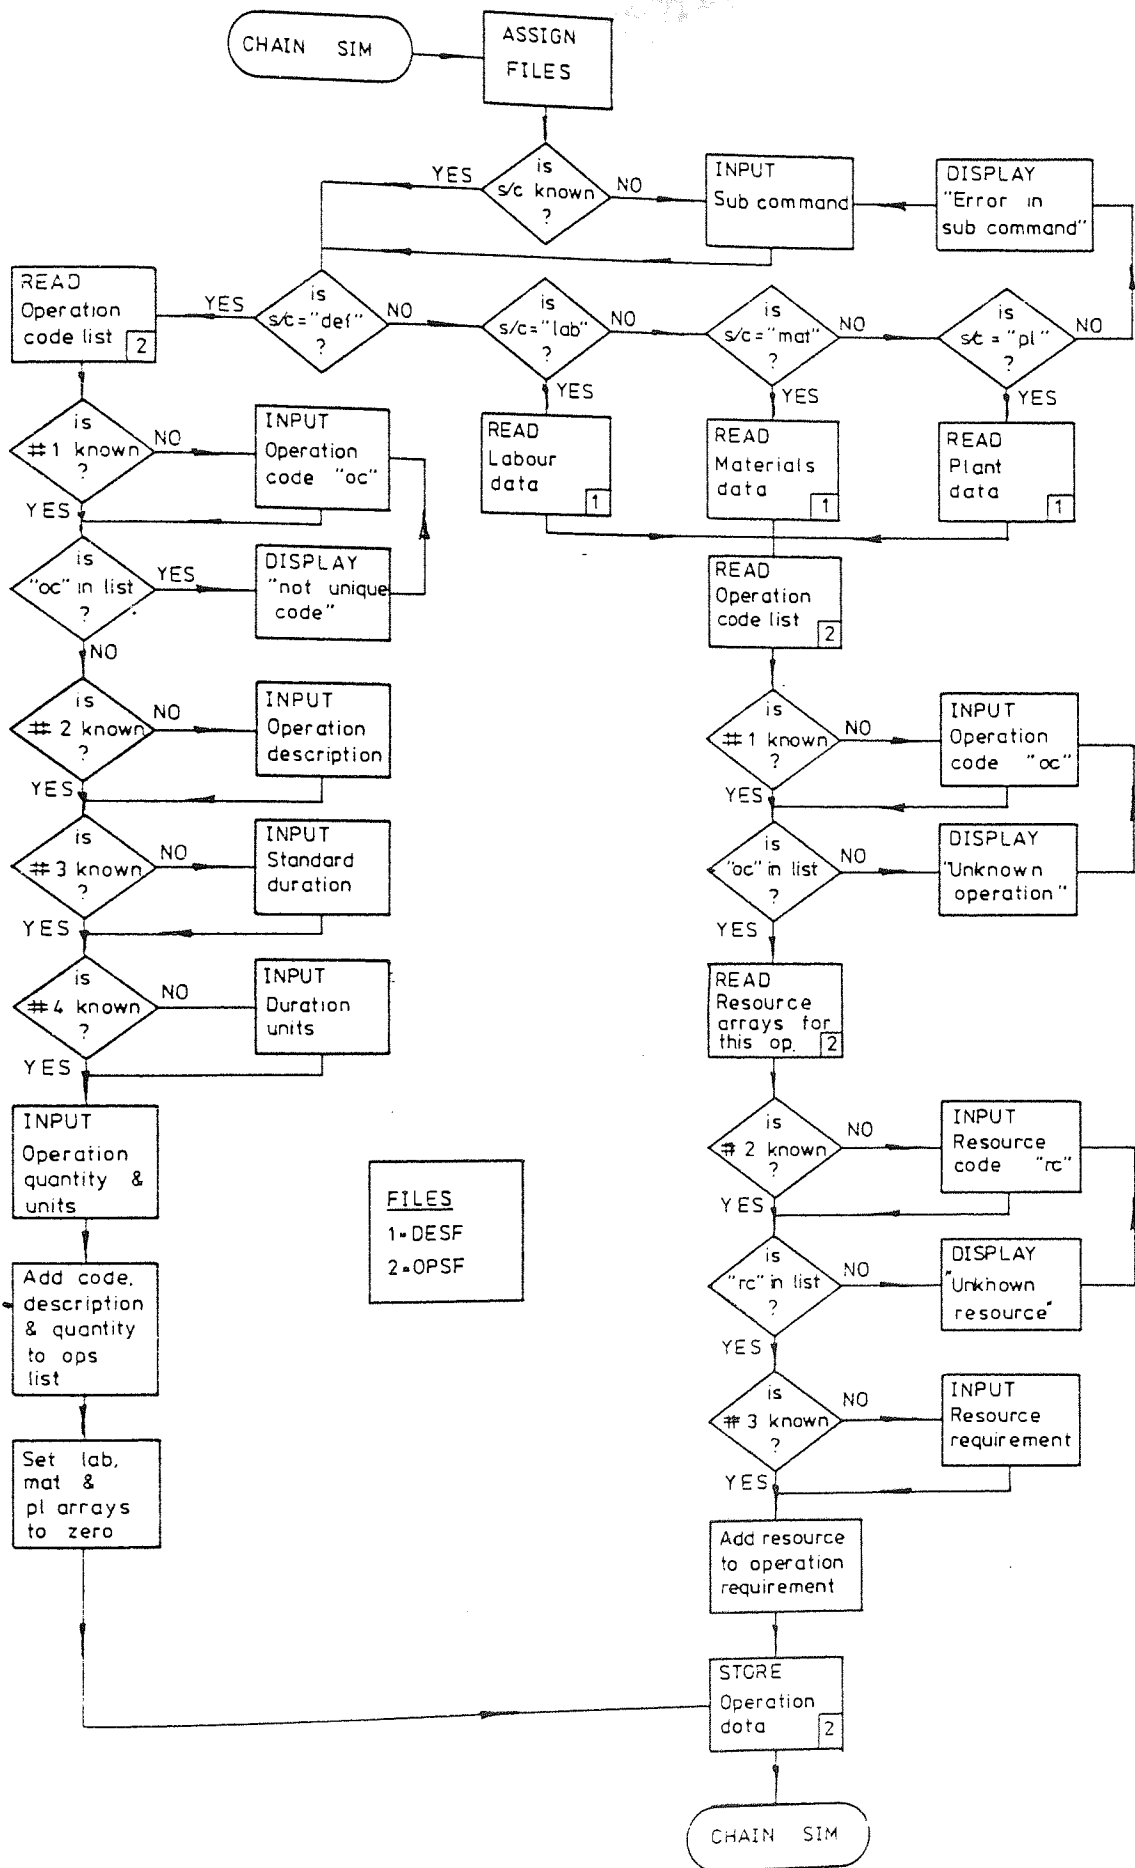 CHAIN SIM
ASSIGN
FILES
is
s/c known
?
YES
NO
INPUT
Sub command
DISPLAY
"Error in
sub command"
READ
Operation
code list
2
YES
is
s/c="def"
?
NO
is
s/c="lab"
?
NO
is
s/c="mat"
?
NO
is
s/c = "pl"
?
NO
YES
YES
YES
READ
Labour
data
1
READ
Materials
data
1
READ
Plant
data
1
is
#1 known
?
NO
YES
INPUT
Operation
code "oc"
is
"oc" in list
?
YES
NO
DISPLAY
"not unique
code"
is
# 2 known
?
NO
YES
INPUT
Operation
description
is
#3 known
?
NO
YES
INPUT
Standard
duration
is
#4 known
?
NO
YES
INPUT
Duration
units
INPUT
Operation
quantity &
units
Add code,
description
& quantity
to ops
list
Set lab,
mat &
pl arrays
to zero
FILES
1=DESF
2=OPSF
READ
Operation
code list
2
is
#1 known
?
NO
YES
INPUT
Operation
code "oc"
is
"oc" in list
?
NO
YES
DISPLAY
"Unknown
operation"
READ
Resource
arrays for
this op.
2
is
# 2 known
?
NO
YES
INPUT
Resource
code "rc"
is
"rc" in list
?
NO
YES
DISPLAY
"Unknown
resource"
is
# 3 known
?
NO
YES
INPUT
Resource
requirement
Add resource
to operation
requirement
STORE
Operation
data
2
CHAIN SIM